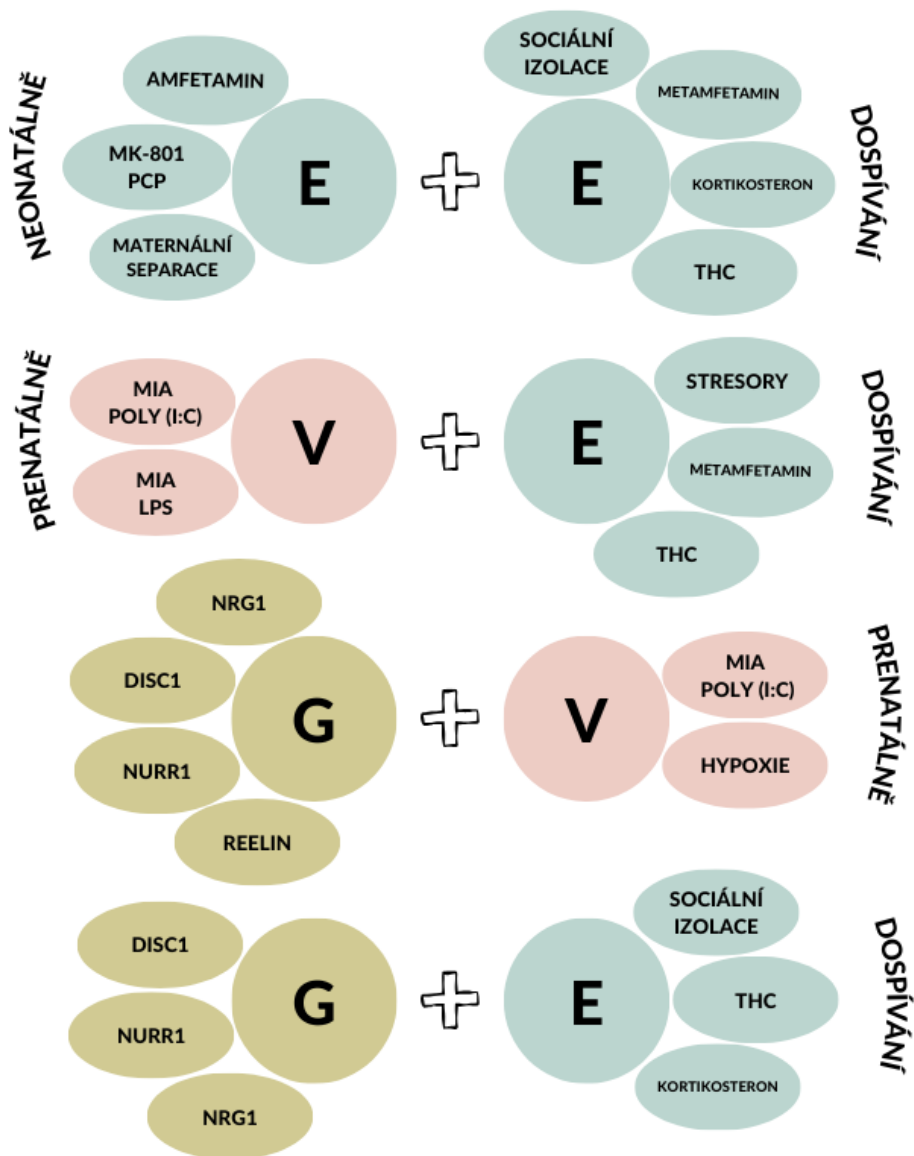 NEONATÁLNĚ
AMFETAMIN
MK-801
PCP
MATERNÁLNÍ
SEPARACE
E
E
SOCIÁLNÍ
IZOLACE
METAMFETAMIN
KORTIKOSTERON
THC
DOSPÍVÁNÍ
PRENATÁLNĚ
MIA
POLY (I:C)
MIA
LPS
V
E
STRESORY
METAMFETAMIN
THC
DOSPÍVÁNÍ
NRG1
DISC1
NURR1
REELIN
G
V
MIA
POLY (I:C)
HYPOXIE
PRENATÁLNĚ
DISC1
NURR1
NRG1
G
E
SOCIÁLNÍ
IZOLACE
THC
KORTIKOSTERON
DOSPÍVÁNÍ